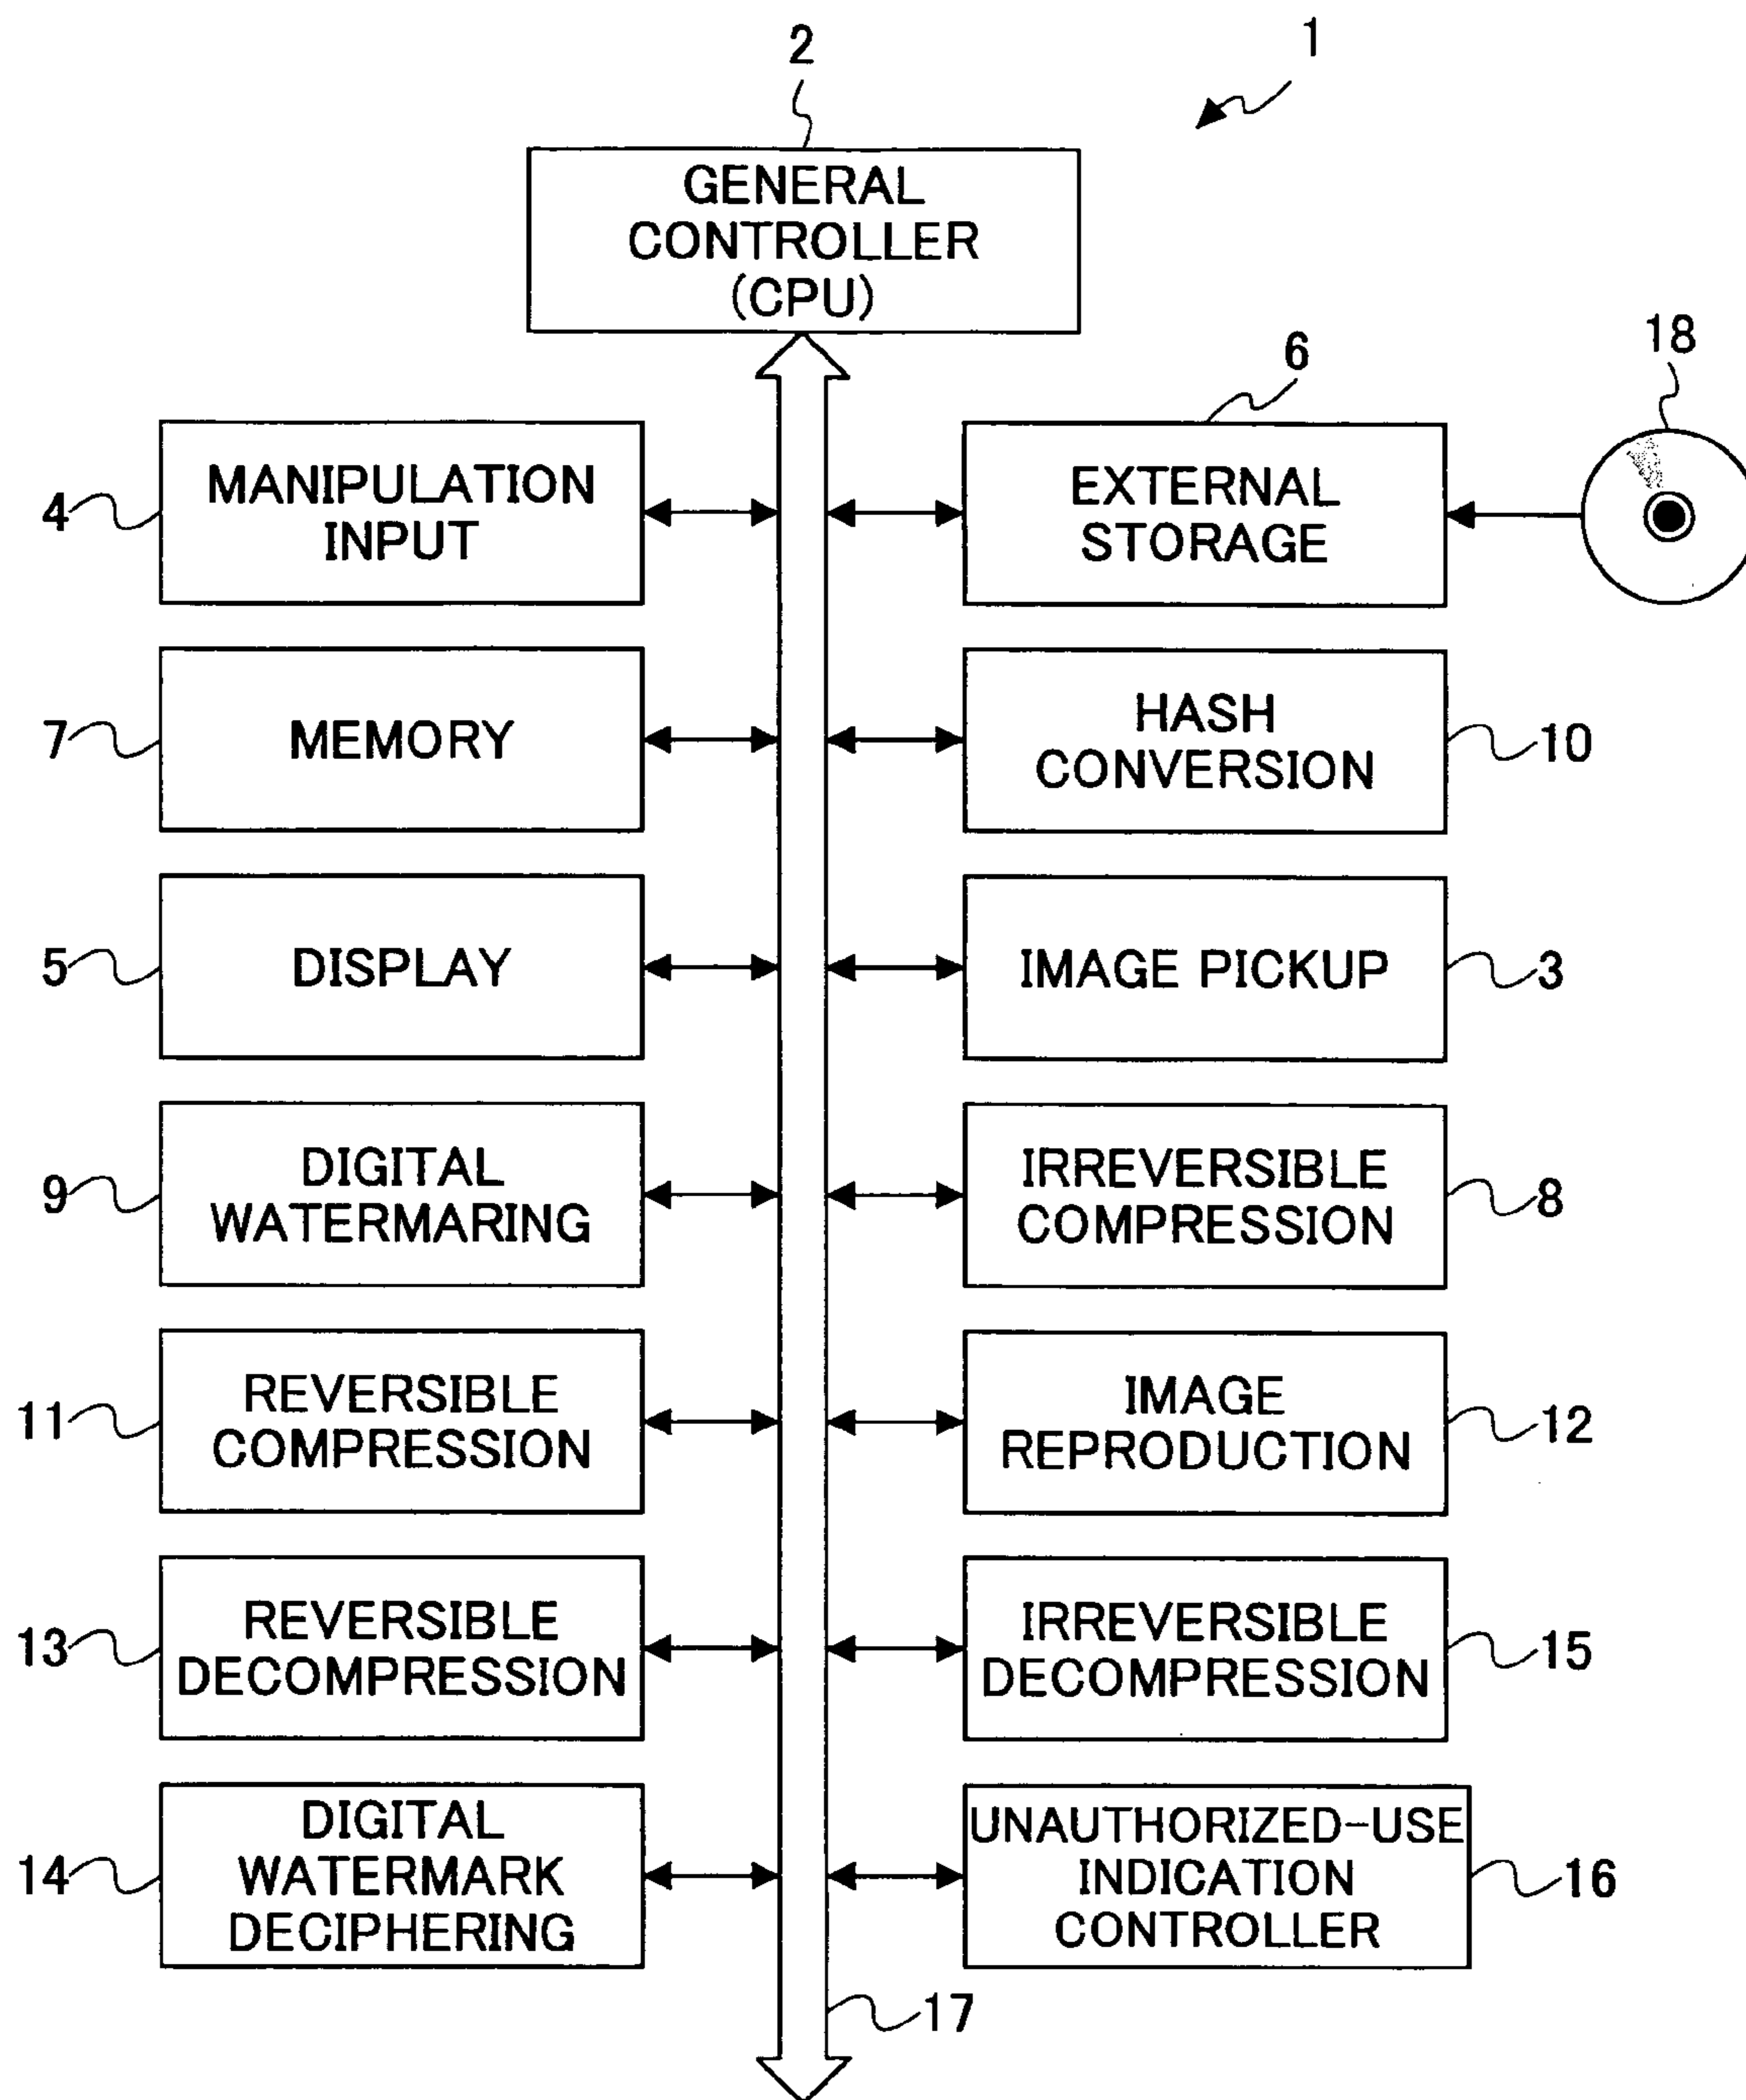 1
2
GENERAL
CONTROLLER
(CPU)
6
18
4
MANIPULATION
INPUT
EXTERNAL
STORAGE
7
MEMORY
HASH
CONVERSION
10
5
DISPLAY
IMAGE PICKUP
3
9
DIGITAL
WATERMARING
IRREVERSIBLE
COMPRESSION
8
11
REVERSIBLE
COMPRESSION
IMAGE
REPRODUCTION
12
13
REVERSIBLE
DECOMPRESSION
IRREVERSIBLE
DECOMPRESSION
15
14
DIGITAL
WATERMARK
DECIPHERING
UNAUTHORIZED-USE
INDICATION
CONTROLLER
16
17